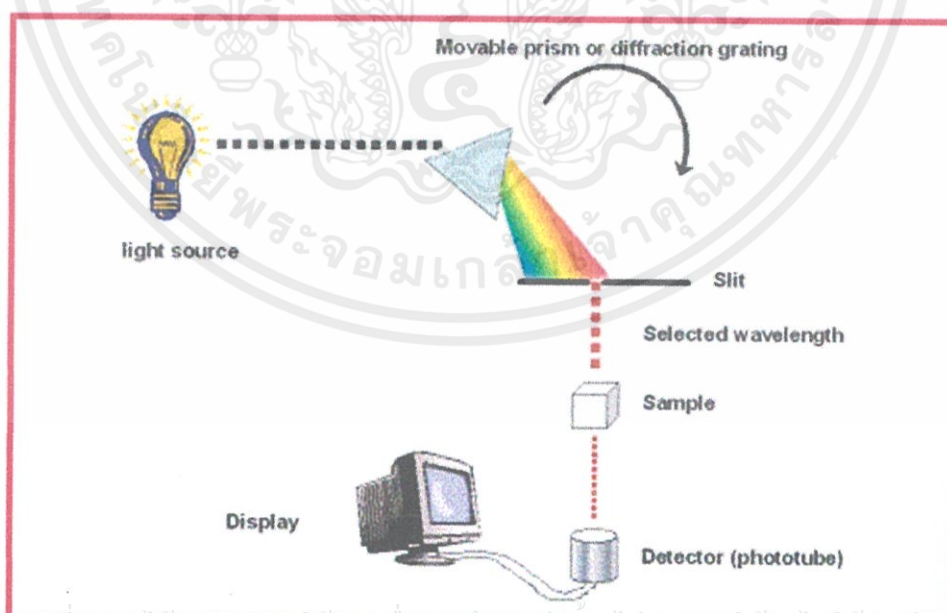 Movable prism or diffraction grating
light source
Slit
Selected wavelength
Sample
Display
Detector (phototube)